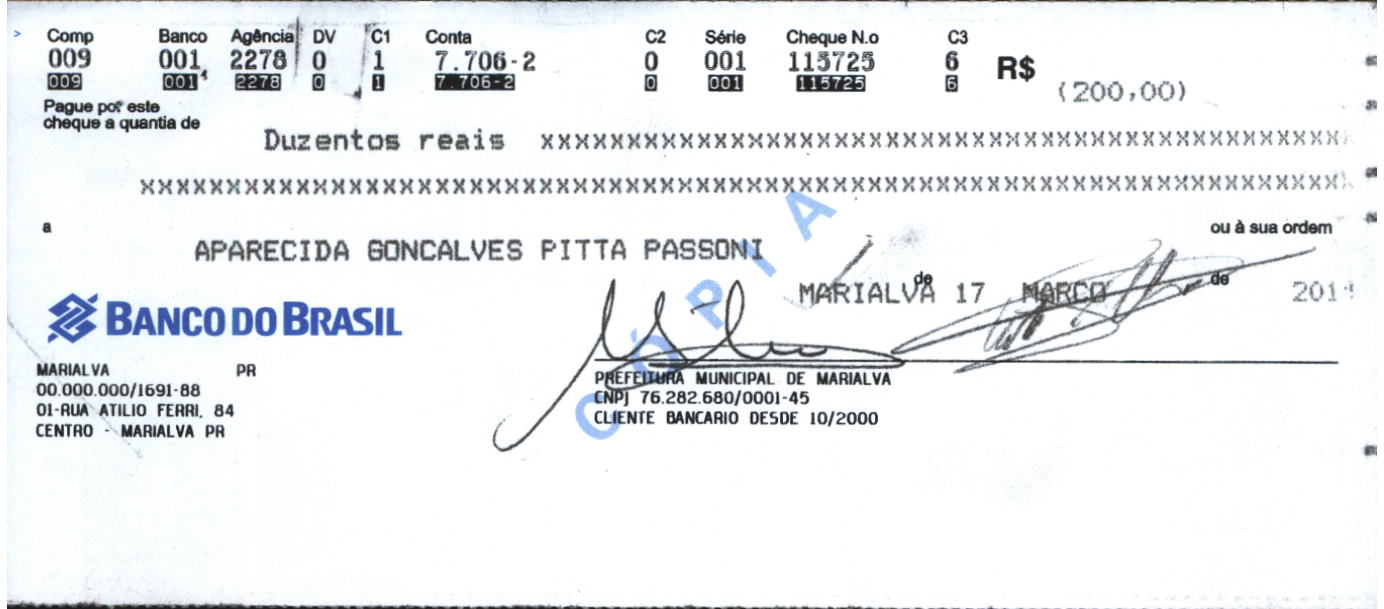 Comp Banco Agência DV C1 Conta C2 Série Cheque N.o C3
009 001 2278 0 1 7.706-2 0 001 115725 6 R$
009 001 2278 0 1 7.706-2 0 001 115725 6
(200,00)
Pague por este
cheque a quantia de
Duzentos reais xxxxxxxxxxxxxxxxxxxxxxxxxxxxxxxxxxxxxxxxxxxxxx
xxxxxxxxxxxxxxxxxxxxxxxxxxxxxxxxxxxxxxxxxxxxxxxxxxxxxxxxxxxxxxx
a
ou à sua ordem
APARECIDA GONCALVES PITTA PASSONI
MARIALVA de 17 MARCO de
CÓPIA
BANCO DO BRASIL
MARIALVA PR
00.000.000/1691-88
01-RUA ATILIO FERRI, 84
CENTRO - MARIALVA PR
PREFEITURA MUNICIPAL DE MARIALVA
CNPJ 76.282.680/0001-45
CLIENTE BANCARIO DESDE 10/2000